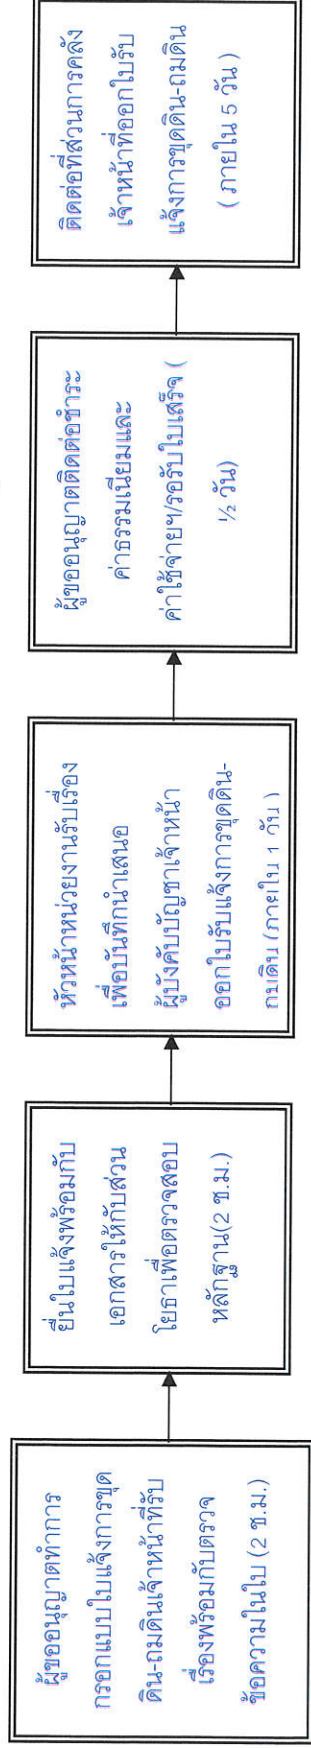 ผู้ขออนุญาตทำการ
กรอกแบบใบแจ้งการขุด
ดิน-ถมดินเจ้าหน้าที่รับ
เรื่องพร้อมกับตรวจ
ข้อความในใบ (2 ช.ม.)
ยื่นใบแจ้งพร้อมกับ
เอกสารให้กับส่วน
โยธาเพื่อตรวจสอบ
หลักฐาน(2 ช.ม.)
หัวหน้าหน่วยงานรับเรื่อง
เพื่อบันทึกนำเสนอ
ผู้บังคับบัญชาเจ้าหน้า
ออกใบรับแจ้งการขุดดิน-
ถมดิน (ภายใน 1 วัน )
ผู้ขออนุญาตติดต่อชำระ
ค่าธรรมเนียมและ
ค่าใช้จ่ายฯ/รอรับใบเสร็จ (
½ วัน)
ติดต่อที่ส่วนการคลัง
เจ้าหน้าที่ออกใบรับ
แจ้งการขุดดิน-ถมดิน
( ภายใน 5 วัน )